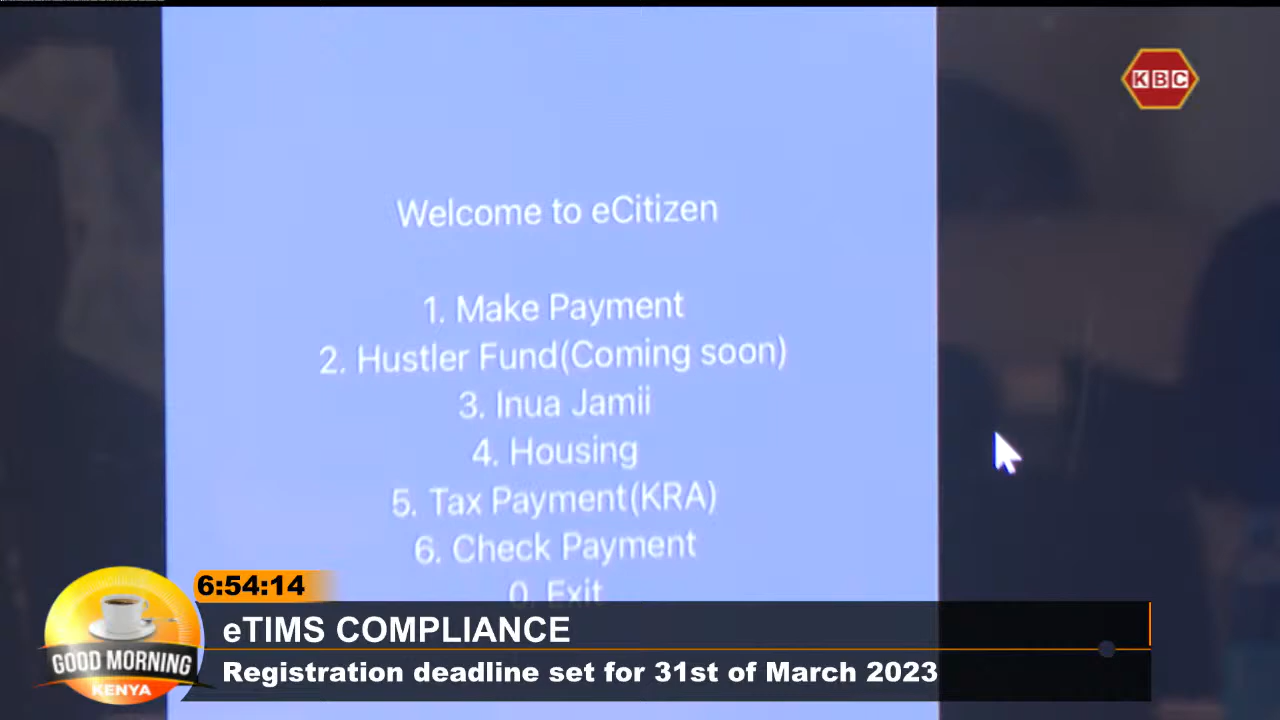 KBC
Welcome to eCitizen
1. Make Payment
2. Hustler Fund(Coming soon)
3. Inua Jamii
4. Housing
5. Tax Payment(KRA)
6. Check Payment
0. Exit
6:54:14
eTIMS COMPLIANCE
Registration deadline set for 31st of March 2023
GOOD MORNING
KENYA